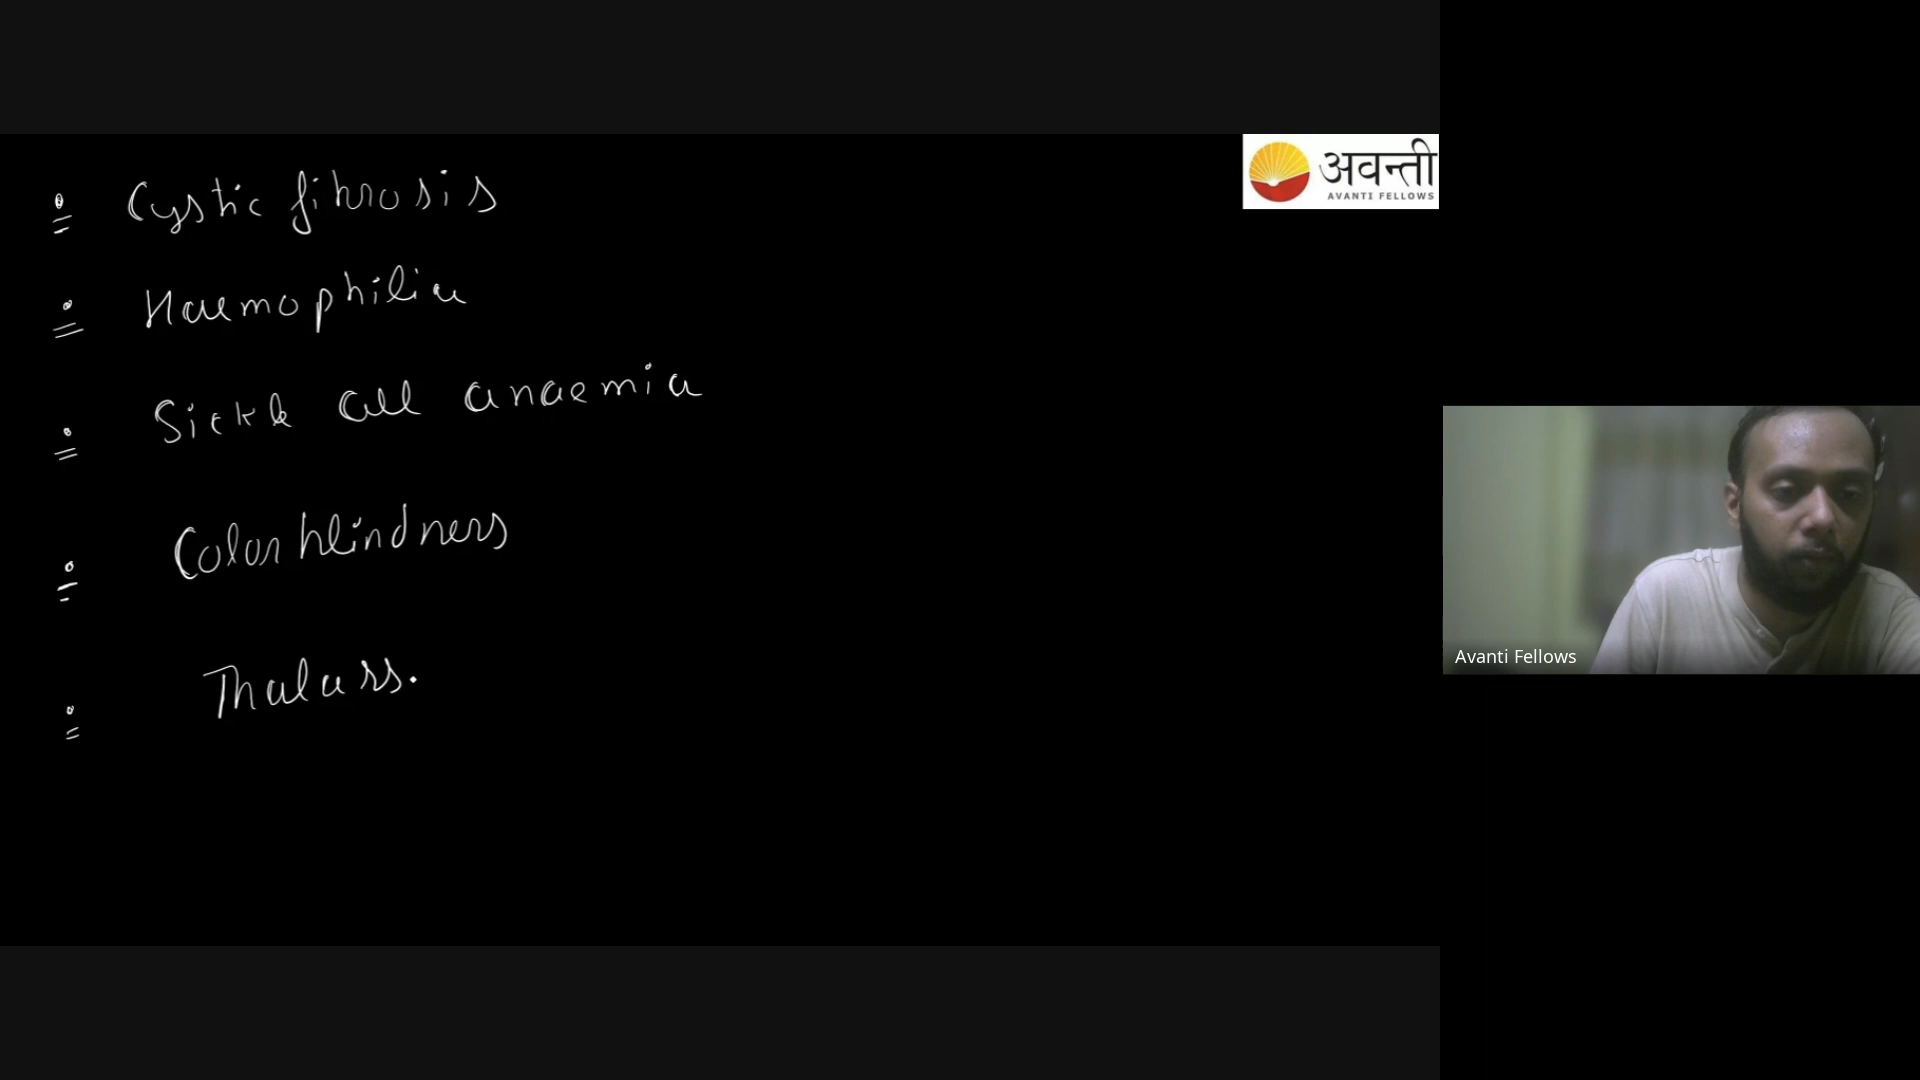 Cystic fibrosis
Haemophilia
Sickle cell anaemia
Colorblindness
Thalass.
अवन्ती
AVANTI FELLOWS
Avanti Fellows